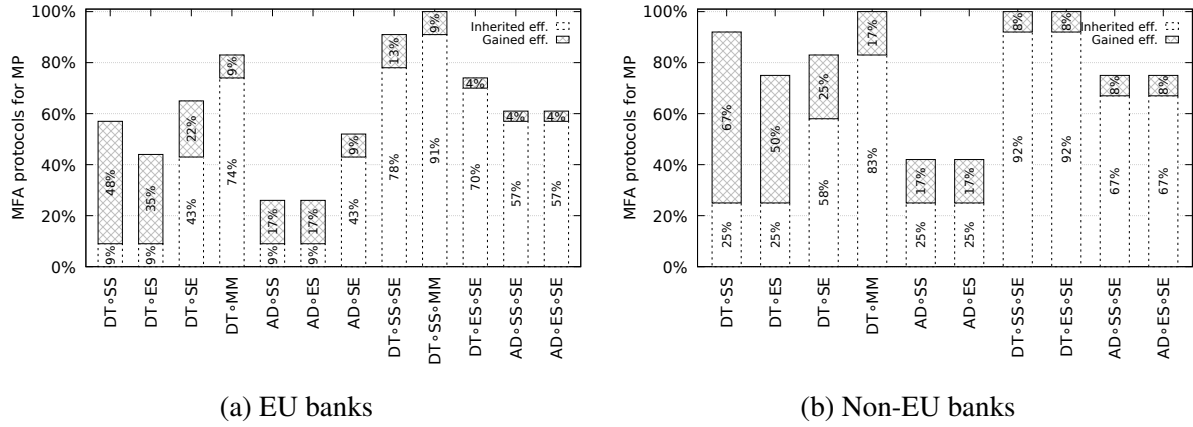 MFA protocols for MP
100%
80%
60%
40%
20%
0%
Inherited eff.
Gained eff.
9% 48%
9% 35%
43% 22%
74% 9%
9% 17%
9% 17%
43% 9%
78% 13%
91% 9%
70% 4%
57% 4%
57% 4%
DT∘SS
DT∘ES
DT∘SE
DT∘MM
AD∘SS
AD∘ES
AD∘SE
DT∘SS∘SE
DT∘SS∘MM
DT∘ES∘SE
AD∘SS∘SE
AD∘ES∘SE
(a) EU banks
MFA protocols for MP
100%
80%
60%
40%
20%
0%
Inherited eff.
Gained eff.
25% 67%
25% 50%
58% 25%
83% 17%
25% 17%
25% 17%
92% 8%
92% 8%
67% 8%
67% 8%
DT∘SS
DT∘ES
DT∘SE
DT∘MM
AD∘SS
AD∘ES
DT∘SS∘SE
DT∘ES∘SE
AD∘SS∘SE
AD∘ES∘SE
(b) Non-EU banks